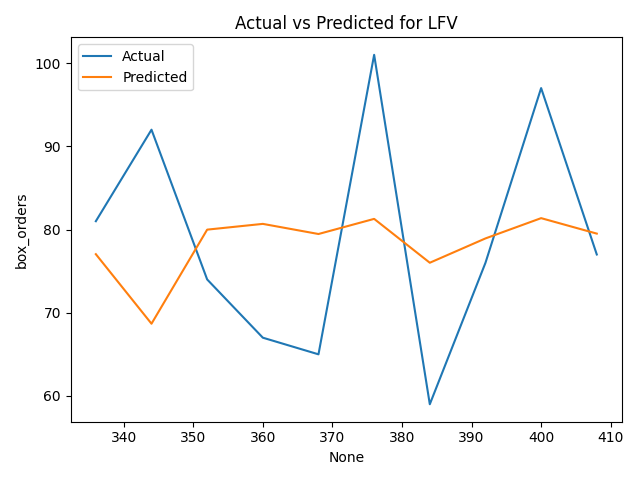 Actual vs Predicted for LFV
Actual
Predicted
box_orders
100
90
80
70
60
340 350 360 370 380 390 400 410
None